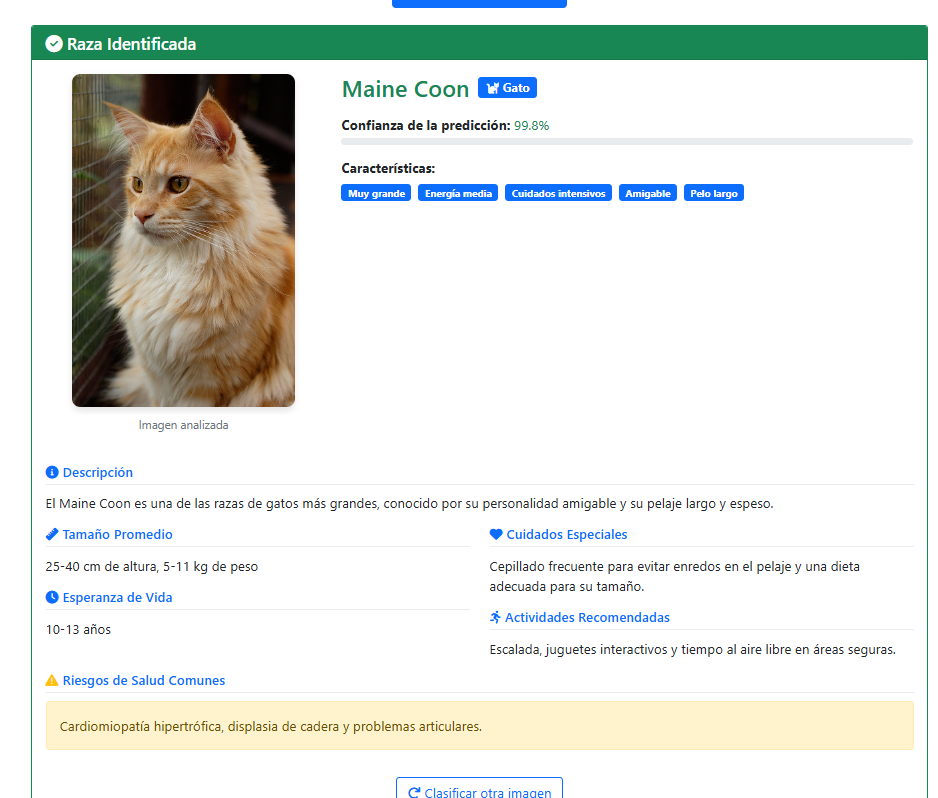 Raza Identificada
Maine Coon
Gato
Confianza de la predicción: 99.8%
Características:
Muy grande Energía media Cuidados intensivos Amigable Pelo largo
Imagen analizada
Descripción
El Maine Coon es una de las razas de gatos más grandes, conocido por su personalidad amigable y su pelaje largo y espeso.
Tamaño Promedio
25-40 cm de altura, 5-11 kg de peso
Esperanza de Vida
10-13 años
Cuidados Especiales
Cepillado frecuente para evitar enredos en el pelaje y una dieta
adecuada para su tamaño.
Actividades Recomendadas
Escalada, juguetes interactivos y tiempo al aire libre en áreas seguras.
Riesgos de Salud Comunes
Cardiomiopatía hipertrófica, displasia de cadera y problemas articulares.
Clasificar otra imagen